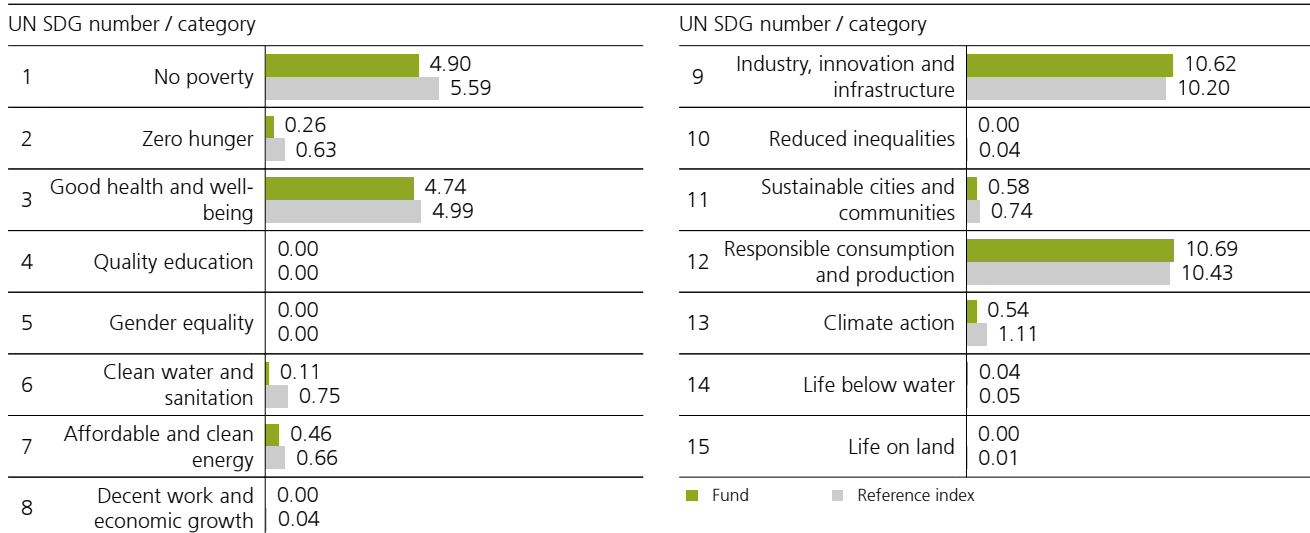 UN SDG number / category
1 No poverty 4.90
5.59
2 Zero hunger 0.26
0.63
3 Good health and well-
being 4.74
4.99
4 Quality education 0.00
0.00
5 Gender equality 0.00
0.00
6 Clean water and
sanitation 0.11
0.75
7 Affordable and clean
energy 0.46
0.66
8 Decent work and
economic growth 0.00
0.04
UN SDG number / category
9 Industry, innovation and
infrastructure 10.62
10.20
10 Reduced inequalities 0.00
0.04
11 Sustainable cities and
communities 0.58
0.74
12 Responsible consumption
and production 10.69
10.43
13 Climate action 0.54
1.11
14 Life below water 0.04
0.05
15 Life on land 0.00
0.01
Fund Reference index